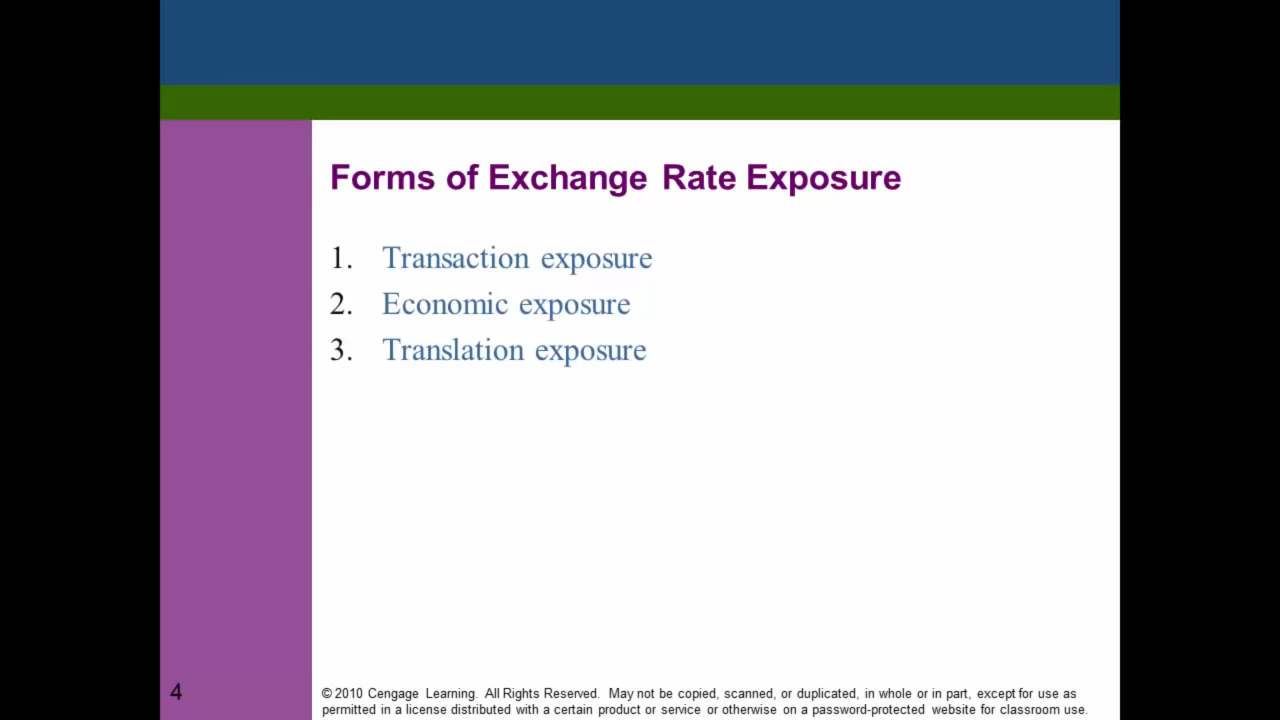 Forms of Exchange Rate Exposure
1. Transaction exposure
2. Economic exposure
3. Translation exposure
4
© 2010 Cengage Learning. All Rights Reserved. May not be copied, scanned, or duplicated, in whole or in part, except for use as
permitted in a license distributed with a certain product or service or otherwise on a password-protected website for classroom use.